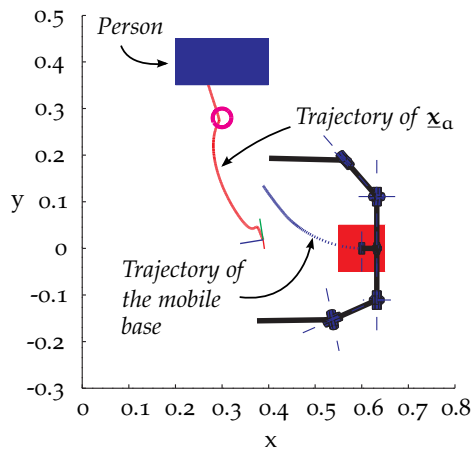 0.5
Person
0.4
0.3
Trajectory of x̲a
0.2
0.1
y
0
Trajectory of
the mobile
base
-0.1
-0.2
-0.3
0 0.1 0.2 0.3 0.4 0.5 0.6 0.7 0.8
x